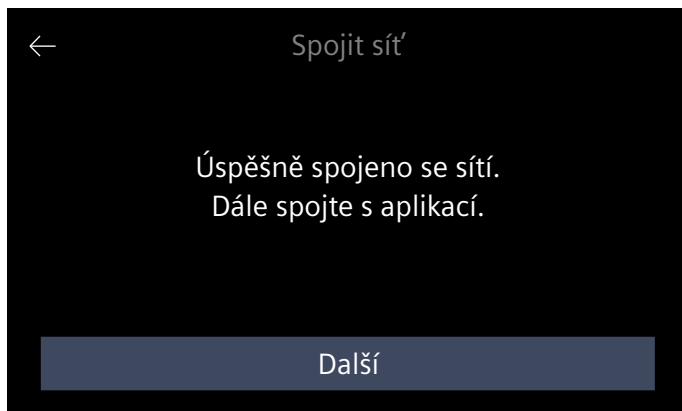 Spojit síť
Úspěšně spojeno se sítí.
Dále spojte s aplikací.
Další